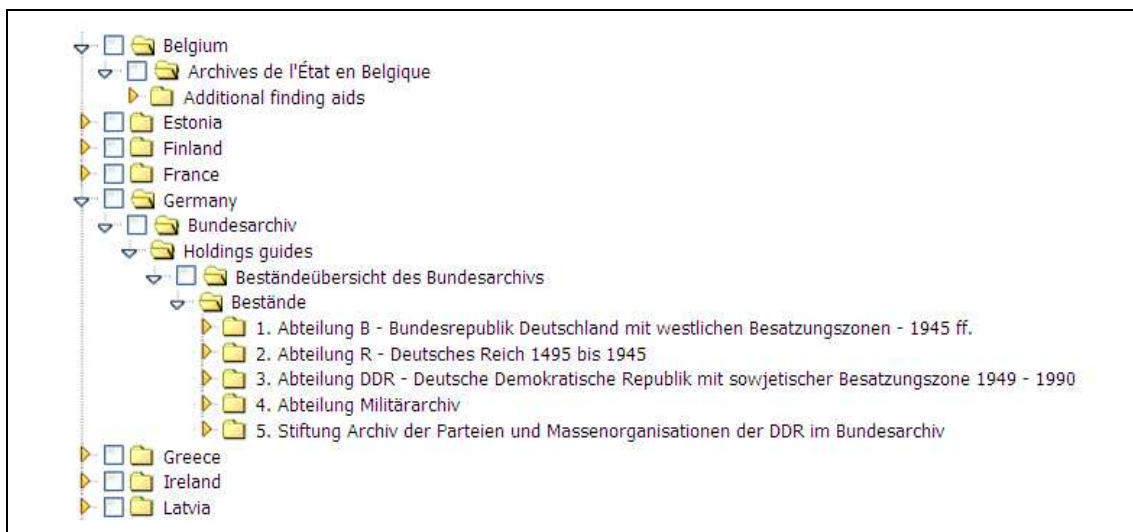 Belgium
Archives de l'État en Belgique
Additional finding aids
Estonia
Finland
France
Germany
Bundesarchiv
Holdings guides
Beständeübersicht des Bundesarchivs
Bestände
1. Abteilung B - Bundesrepublik Deutschland mit westlichen Besatzungszonen - 1945 ff.
2. Abteilung R - Deutsches Reich 1495 bis 1945
3. Abteilung DDR - Deutsche Demokratische Republik mit sowjetischer Besatzungszone 1949 - 1990
4. Abteilung Militärarchiv
5. Stiftung Archiv der Parteien und Massenorganisationen der DDR im Bundesarchiv
Greece
Ireland
Latvia